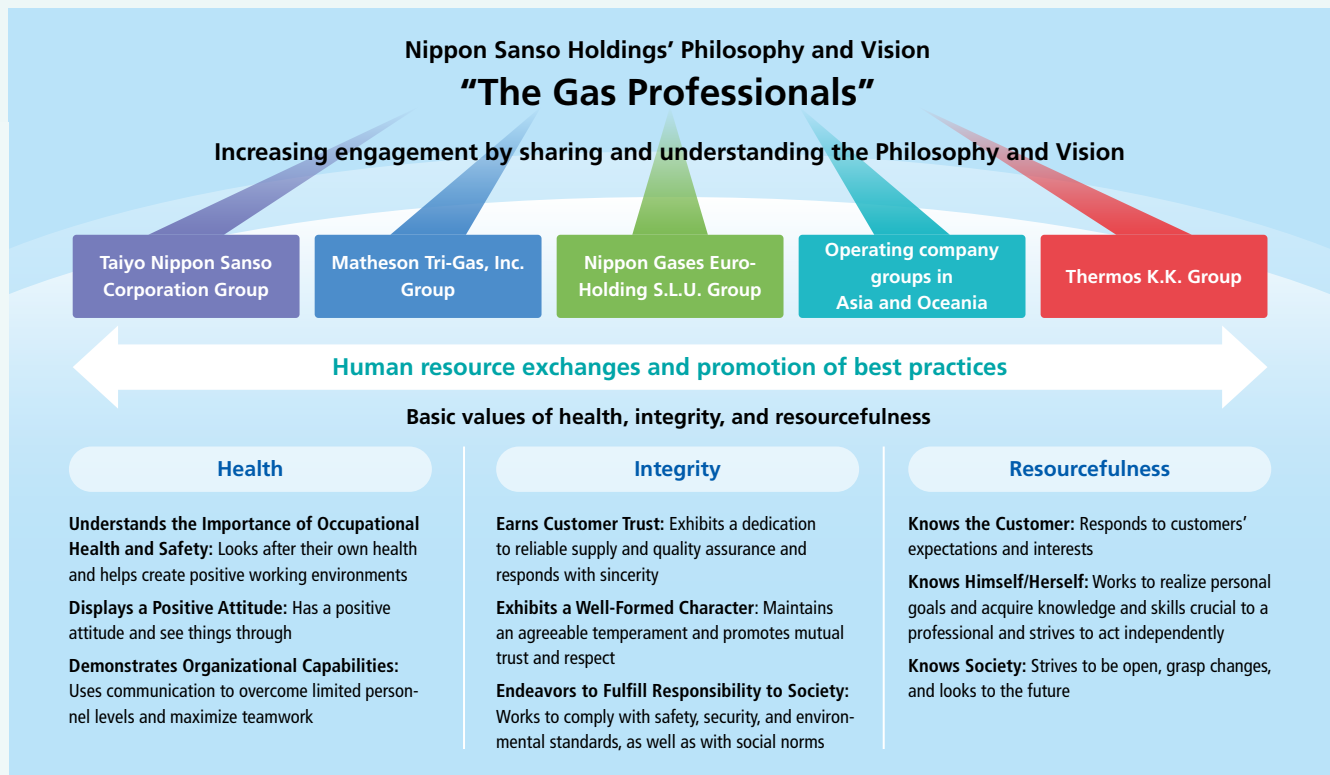 Nippon Sanso Holdings’ Philosophy and Vision
“The Gas Professionals”
Increasing engagement by sharing and understanding the Philosophy and Vision
Taiyo Nippon Sanso
Corporation Group
Matheson Tri-Gas, Inc.
Group
Nippon Gases Euro-
Holding S.L.U. Group
Operating company
groups in
Asia and Oceania
Thermos K.K. Group
Human resource exchanges and promotion of best practices
Basic values of health, integrity, and resourcefulness
Health
Understands the Importance of Occupational
Health and Safety: Looks after their own health
and helps create positive working environments
Displays a Positive Attitude: Has a positive
attitude and see things through
Demonstrates Organizational Capabilities:
Uses communication to overcome limited person-
nel levels and maximize teamwork
Integrity
Earns Customer Trust: Exhibits a dedication
to reliable supply and quality assurance and
responds with sincerity
Exhibits a Well-Formed Character: Maintains
an agreeable temperament and promotes mutual
trust and respect
Endeavors to Fulfill Responsibility to Society:
Works to comply with safety, security, and environ-
mental standards, as well as with social norms
Resourcefulness
Knows the Customer: Responds to customers’
expectations and interests
Knows Himself/Herself: Works to realize personal
goals and acquire knowledge and skills crucial to a
professional and strives to act independently
Knows Society: Strives to be open, grasp changes,
and looks to the future